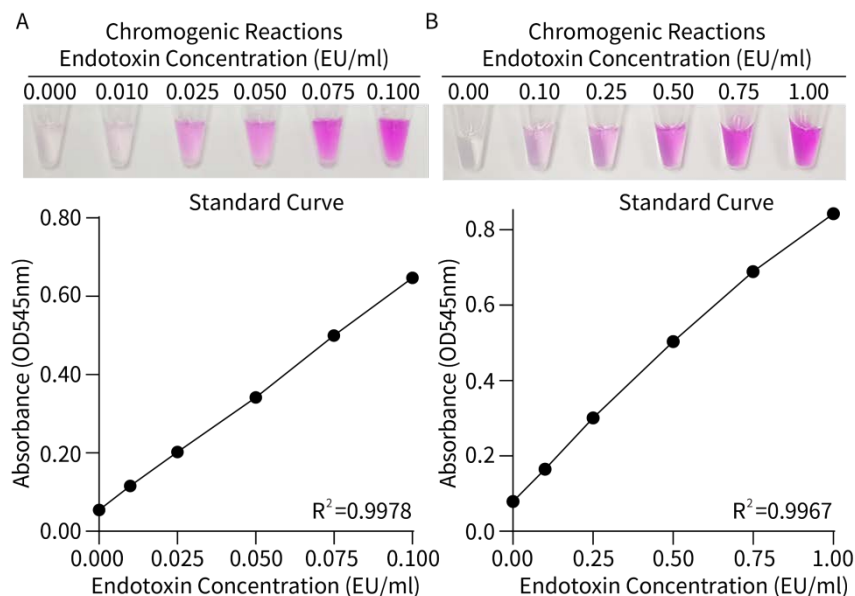 A
Chromogenic Reactions
Endotoxin Concentration (EU/ml)
0.000 0.010 0.025 0.050 0.075 0.100
Standard Curve
Absorbance (OD545nm)
0.80
0.60
0.40
0.20
0.00
R²=0.9978
0.000 0.025 0.050 0.075 0.100
Endotoxin Concentration (EU/ml)
B
Chromogenic Reactions
Endotoxin Concentration (EU/ml)
0.00 0.10 0.25 0.50 0.75 1.00
Standard Curve
Absorbance (OD545nm)
0.8
0.6
0.4
0.2
0.0
R²=0.9967
0.00 0.25 0.50 0.75 1.00
Endotoxin Concentration (EU/ml)